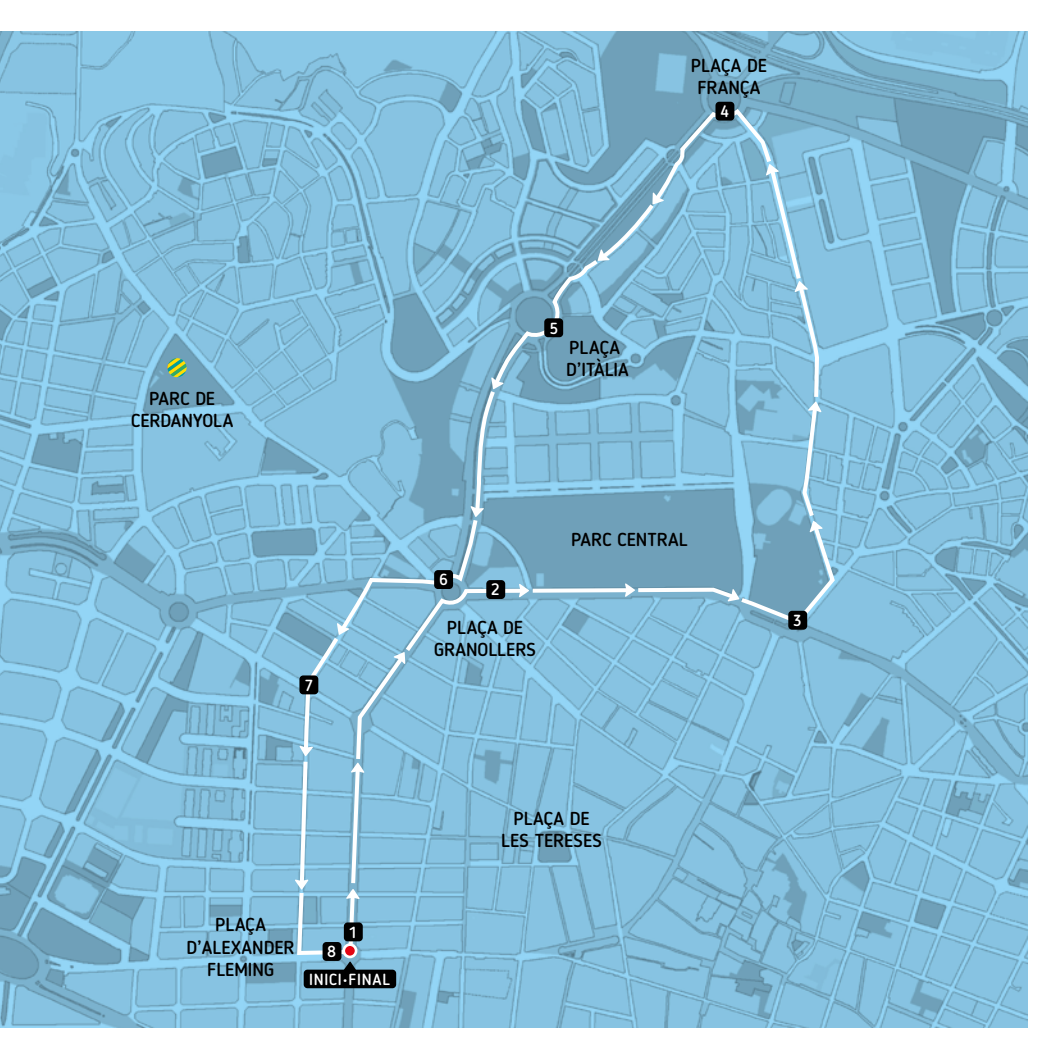 PLAÇA DE
FRANÇA
4
5
PLAÇA
D'ITÀLIA
PARC DE
CERDANYOLA
PARC CENTRAL
6
2
3
PLAÇA DE
GRANOLLERS
7
PLAÇA DE
LES TERESES
PLAÇA
D'ALEXANDER
FLEMING
1
8
INICI·FINAL